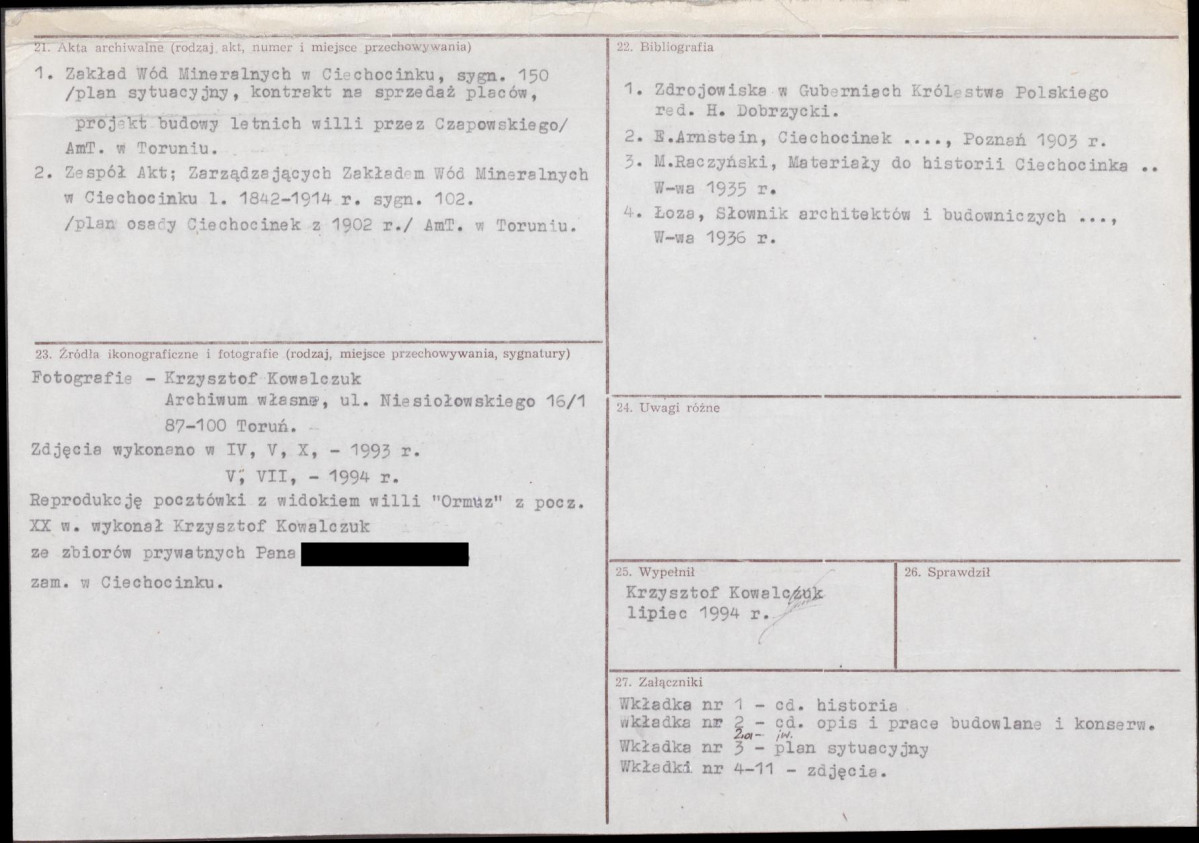 21. Akta archiwalne (rodzaj akt, numer i miejsce przechowywania)
1. Zakład Wód Mineralnych w Ciechocinku, sygn. 150
/plan sytuacyjny, kontrakt na sprzedaż placów,
projekt budowy letnich willi przez Czapowskiego/
AmT. w Toruniu.
2. Zespół Akt; Zarządzających Zakładem Wód Mineralnych
w Ciechocinku l. 1842-1914 r. sygn. 102.
/plan osady Ciechocinek z 1902 r./ AmT. w Toruniu.
22. Bibliografia
1. Zdrojowiska w Guberniach Królestwa Polskiego
red. H. Dobrzycki.
2. E.Arnstein, Ciechocinek ...., Poznań 1903 r.
3. M.Raczyński, Materiały do historii Ciechocinka ..
W-wa 1935 r.
4. Łoza, Słownik architektów i budowniczych ...,
W-wa 1936 r.
23. Źródła ikonograficzne i fotografie (rodzaj, miejsce przechowywania, sygnatury)
Fotografie - Krzysztof Kowalczuk
Archiwum własne, ul. Niesiołowskiego 16/1
87-100 Toruń.
Zdjęcia wykonano w IV, V, X, - 1993 r.
V, VII, - 1994 r.
Reprodukcję pocztówki z widokiem willi "Ormuz" z pocz.
XX w. wykonał Krzysztof Kowalczuk
ze zbiorów prywatnych Pana
zam. w Ciechocinku.
24. Uwagi różne
25. Wypełnił
Krzysztof Kowalczuk
lipiec 1994 r.
26. Sprawdził
27. Załączniki
Wkładka nr 1 - cd. historia
wkładka nr 2 - cd. opis i prace budowlane i konserw.
2a - jw.
Wkładka nr 3 - plan sytuacyjny
Wkładki nr 4-11 - zdjęcia.